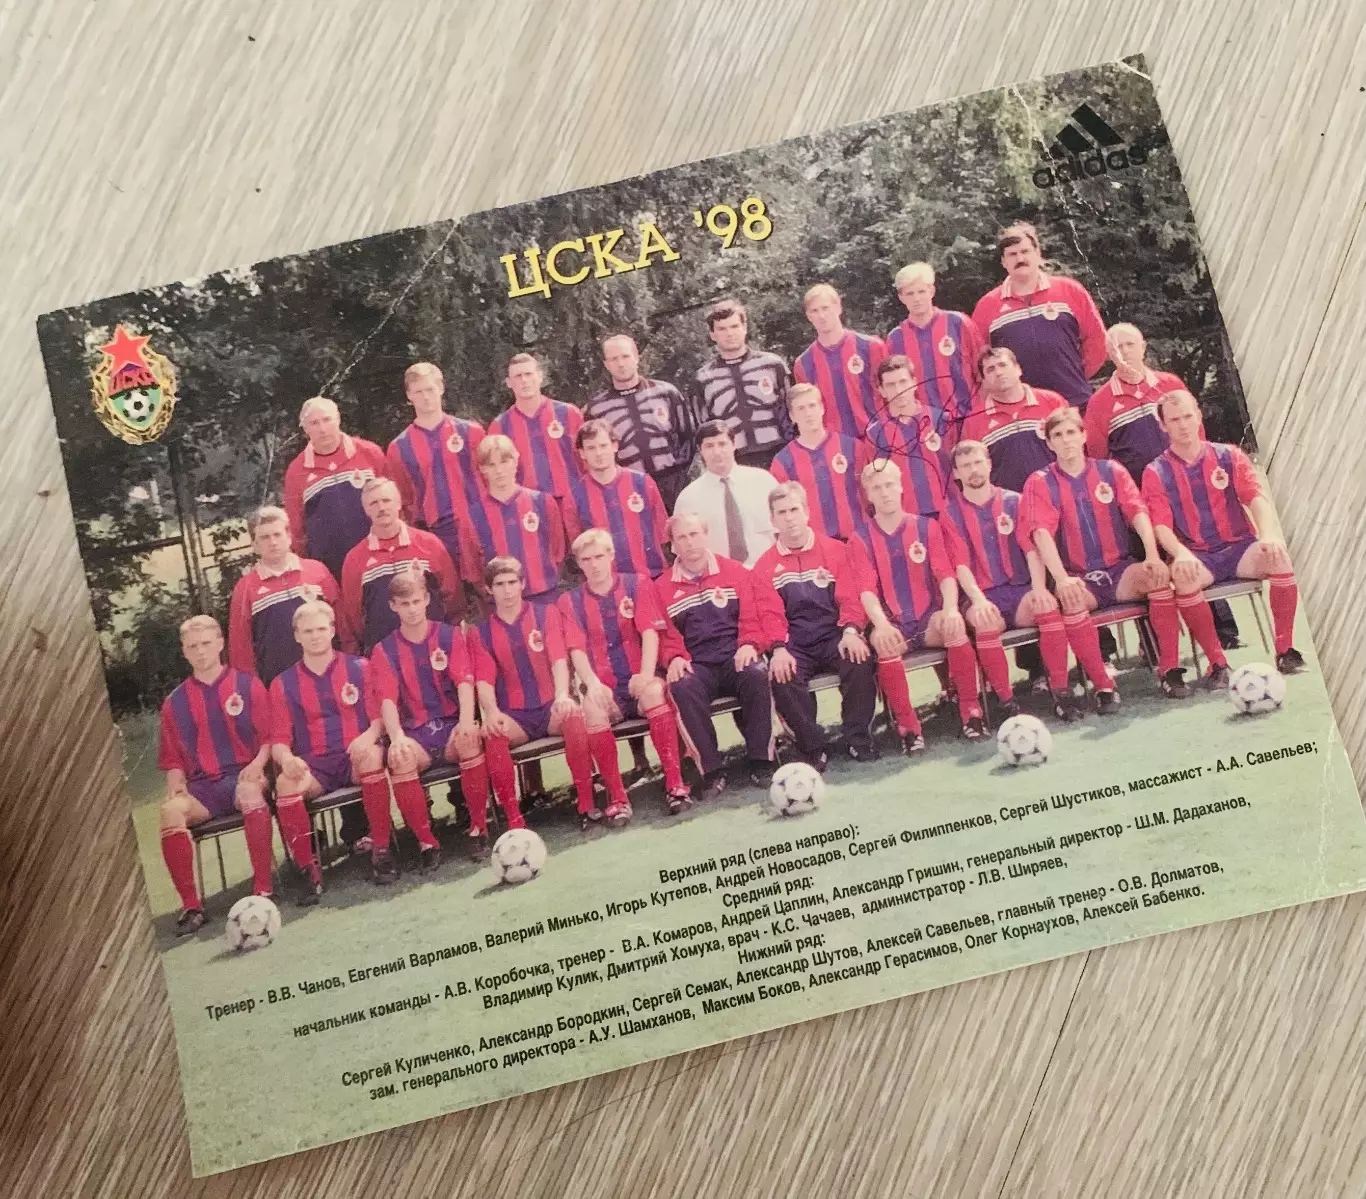 adidas
ЦСКА '98
ЦСКА
Верхний ряд (слева направо):
Тренер - В.В. Чанов, Евгений Варламов, Валерий Минько, Игорь Кутепов, Андрей Новосадов, Сергей Филиппенков, Сергей Шустиков, массажист - А.А. Савельев;
Средний ряд:
начальник команды - А.В. Коробочка, тренер - В.А. Комаров, Андрей Цаплин, Александр Гришин, генеральный директор - Ш.М. Дадаханов,
Владимир Кулик, Дмитрий Хомуха, врач - К.С. Чачаев, администратор - Л.В. Ширяев,
Нижний ряд:
Сергей Куличенко, Александр Бородкин, Сергей Семак, Александр Шутов, Алексей Савельев, главный тренер - О.В. Долматов,
зам. генерального директора - А.У. Шамханов, Максим Боков, Александр Герасимов, Олег Корнаухов, Алексей Бабенко.